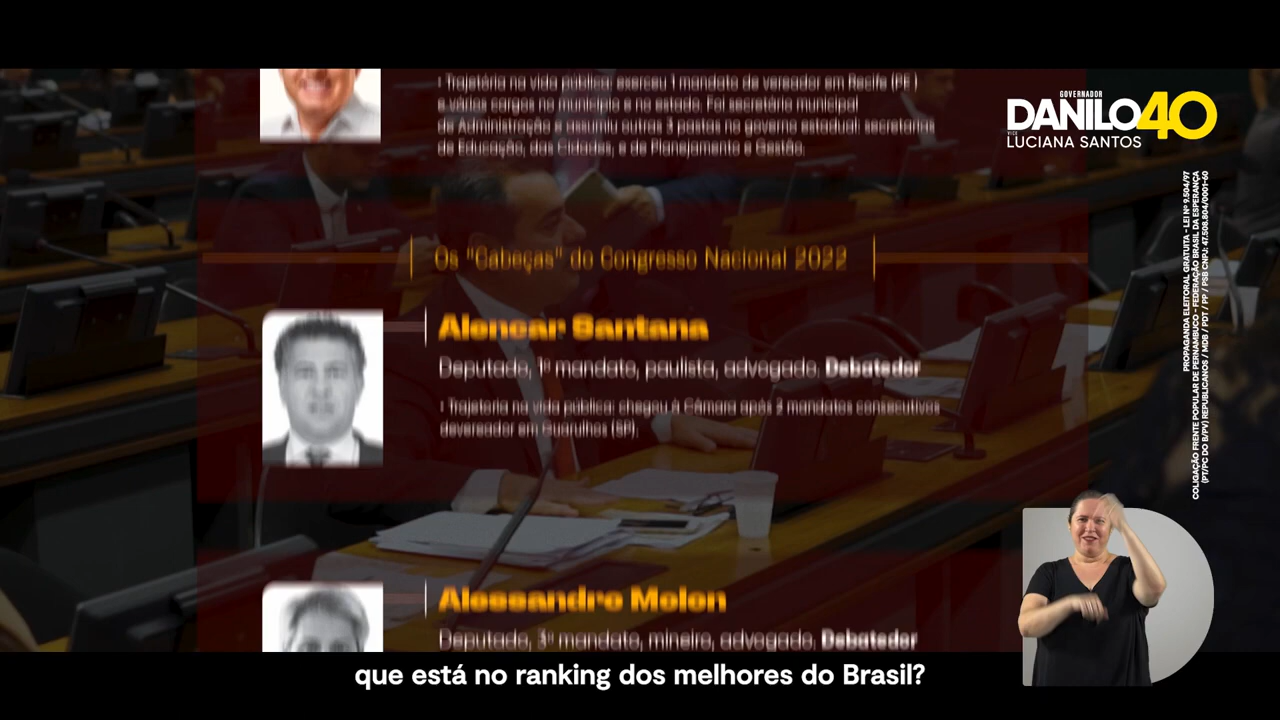 : Trajetória na vida pública: exerceu 1 mandato de vereador em Recife (PE)
e vários cargos no município e no estado. Foi secretário municipal
de Administração e assumiu outras 3 pastas no governo estadual: secretarias
de Educação, das Cidades, e de Planejamento e Gestão.
Os "Cabeças" do Congresso Nacional 2022
Alencar Santana
Deputado, 1º mandato, paulista, advogado. Debatedor
: Trajetória na vida pública: chegou à Câmara após 2 mandatos consecutivos
devereador em Guarulhos (SP).
Alessandro Molon
Deputado, 3º mandato, mineiro, advogado. Debatedor
que está no ranking dos melhores do Brasil?
GOVERNADOR
DANILO40
VICE
LUCIANA SANTOS
PROPAGANDA ELEITORAL GRATUITA - LEI Nº 9.504/97
COLIGAÇÃO FRENTE POPULAR DE PERNAMBUCO - FEDERAÇÃO BRASIL DA ESPERANÇA
(PT/PC DO B/PV) REPUBLICANOS / MDB / PDT / PP / PSB CNPJ: 47.508.804/0001-60